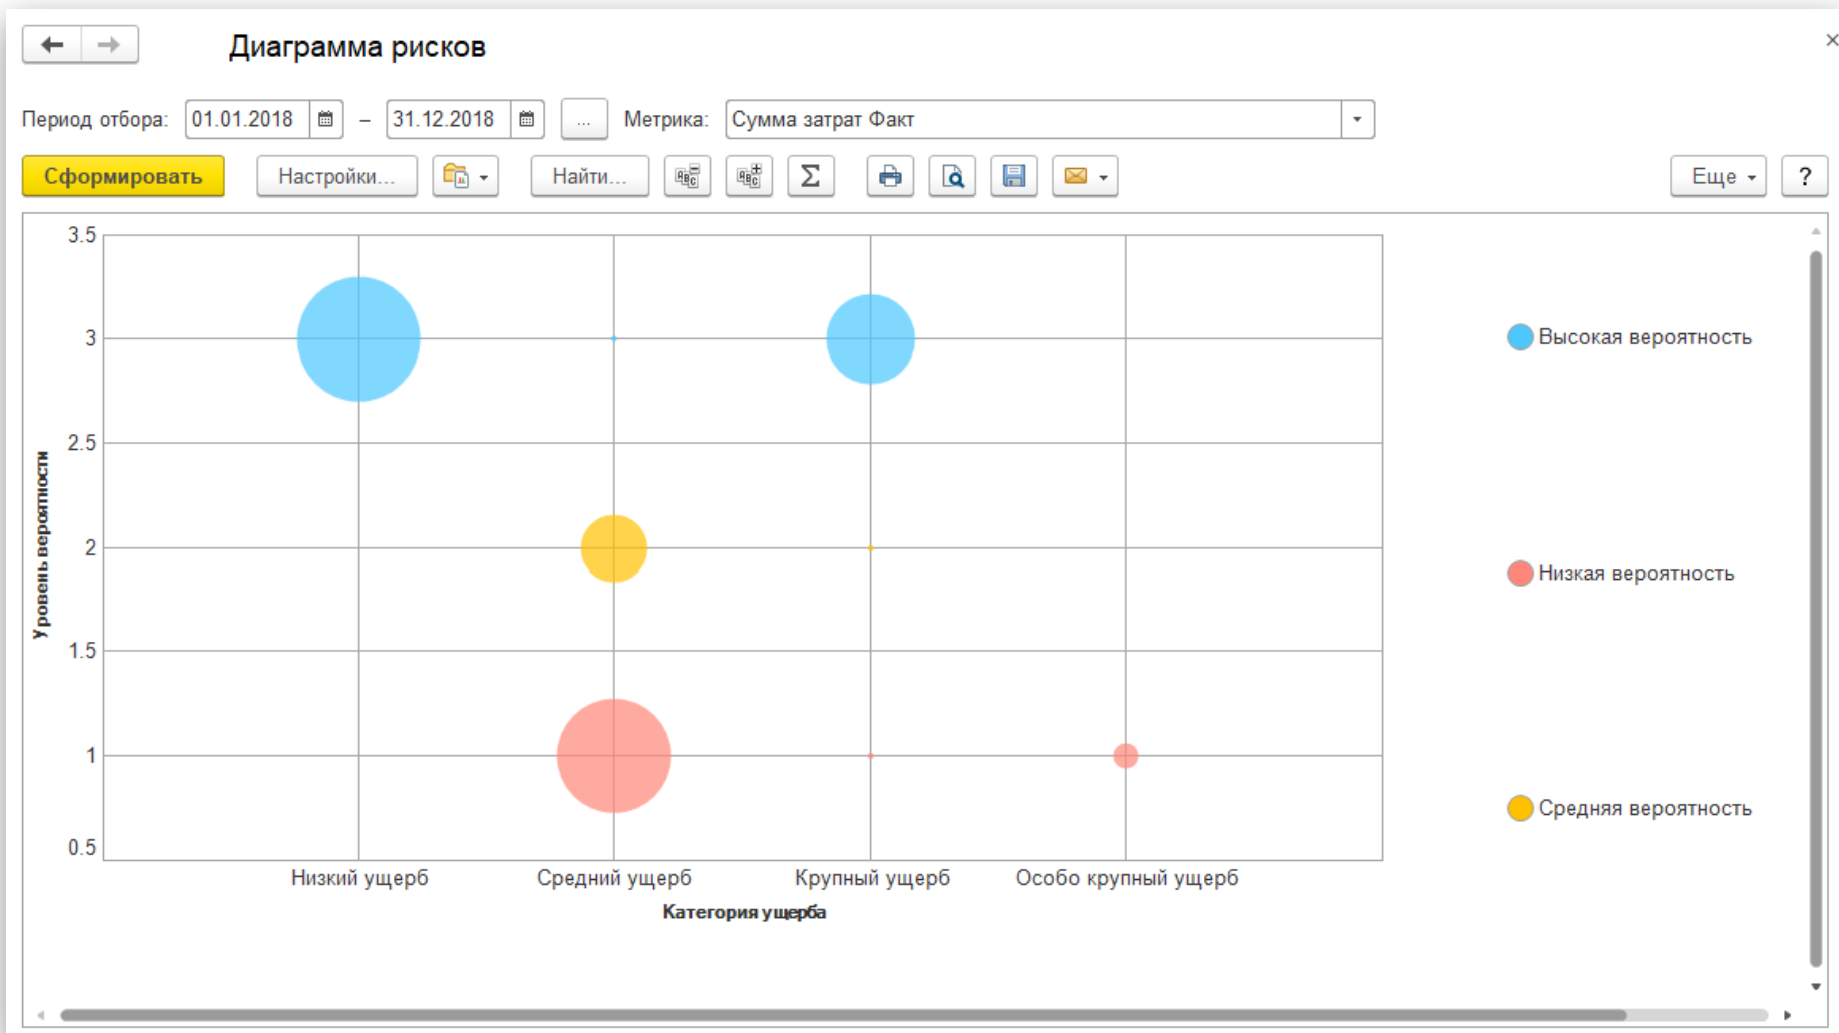 Диаграмма рисков
×
Период отбора: 01.01.2018 – 31.12.2018 ... Метрика: Сумма затрат Факт
Сформировать Настройки... Найти... Σ Еще ?
3.5
3
2.5
2
1.5
1
0.5
Уровень вероятности
Низкий ущерб Средний ущерб Крупный ущерб Особо крупный ущерб
Категория ущерба
Высокая вероятность
Низкая вероятность
Средняя вероятность